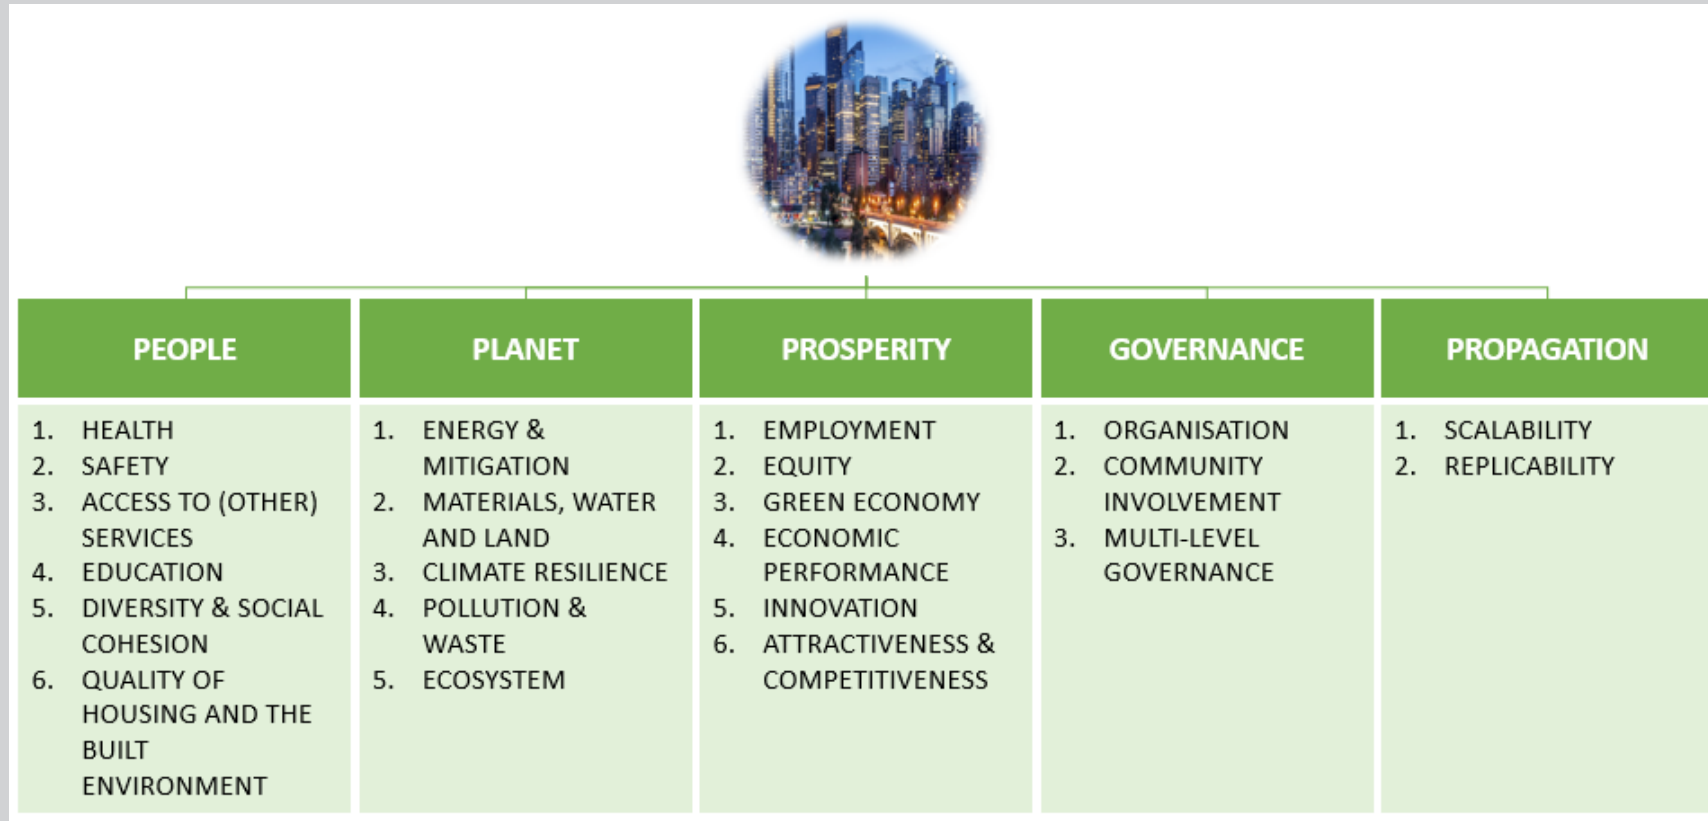 PEOPLE
1. HEALTH
2. SAFETY
3. ACCESS TO (OTHER)
SERVICES
4. EDUCATION
5. DIVERSITY & SOCIAL
COHESION
6. QUALITY OF
HOUSING AND THE
BUILT
ENVIRONMENT
PLANET
1. ENERGY &
MITIGATION
2. MATERIALS, WATER
AND LAND
3. CLIMATE RESILIENCE
4. POLLUTION &
WASTE
5. ECOSYSTEM
PROSPERITY
1. EMPLOYMENT
2. EQUITY
3. GREEN ECONOMY
4. ECONOMIC
PERFORMANCE
5. INNOVATION
6. ATTRACTIVENESS &
COMPETITIVENESS
GOVERNANCE
1. ORGANISATION
2. COMMUNITY
INVOLVEMENT
3. MULTI-LEVEL
GOVERNANCE
PROPAGATION
1. SCALABILITY
2. REPLICABILITY